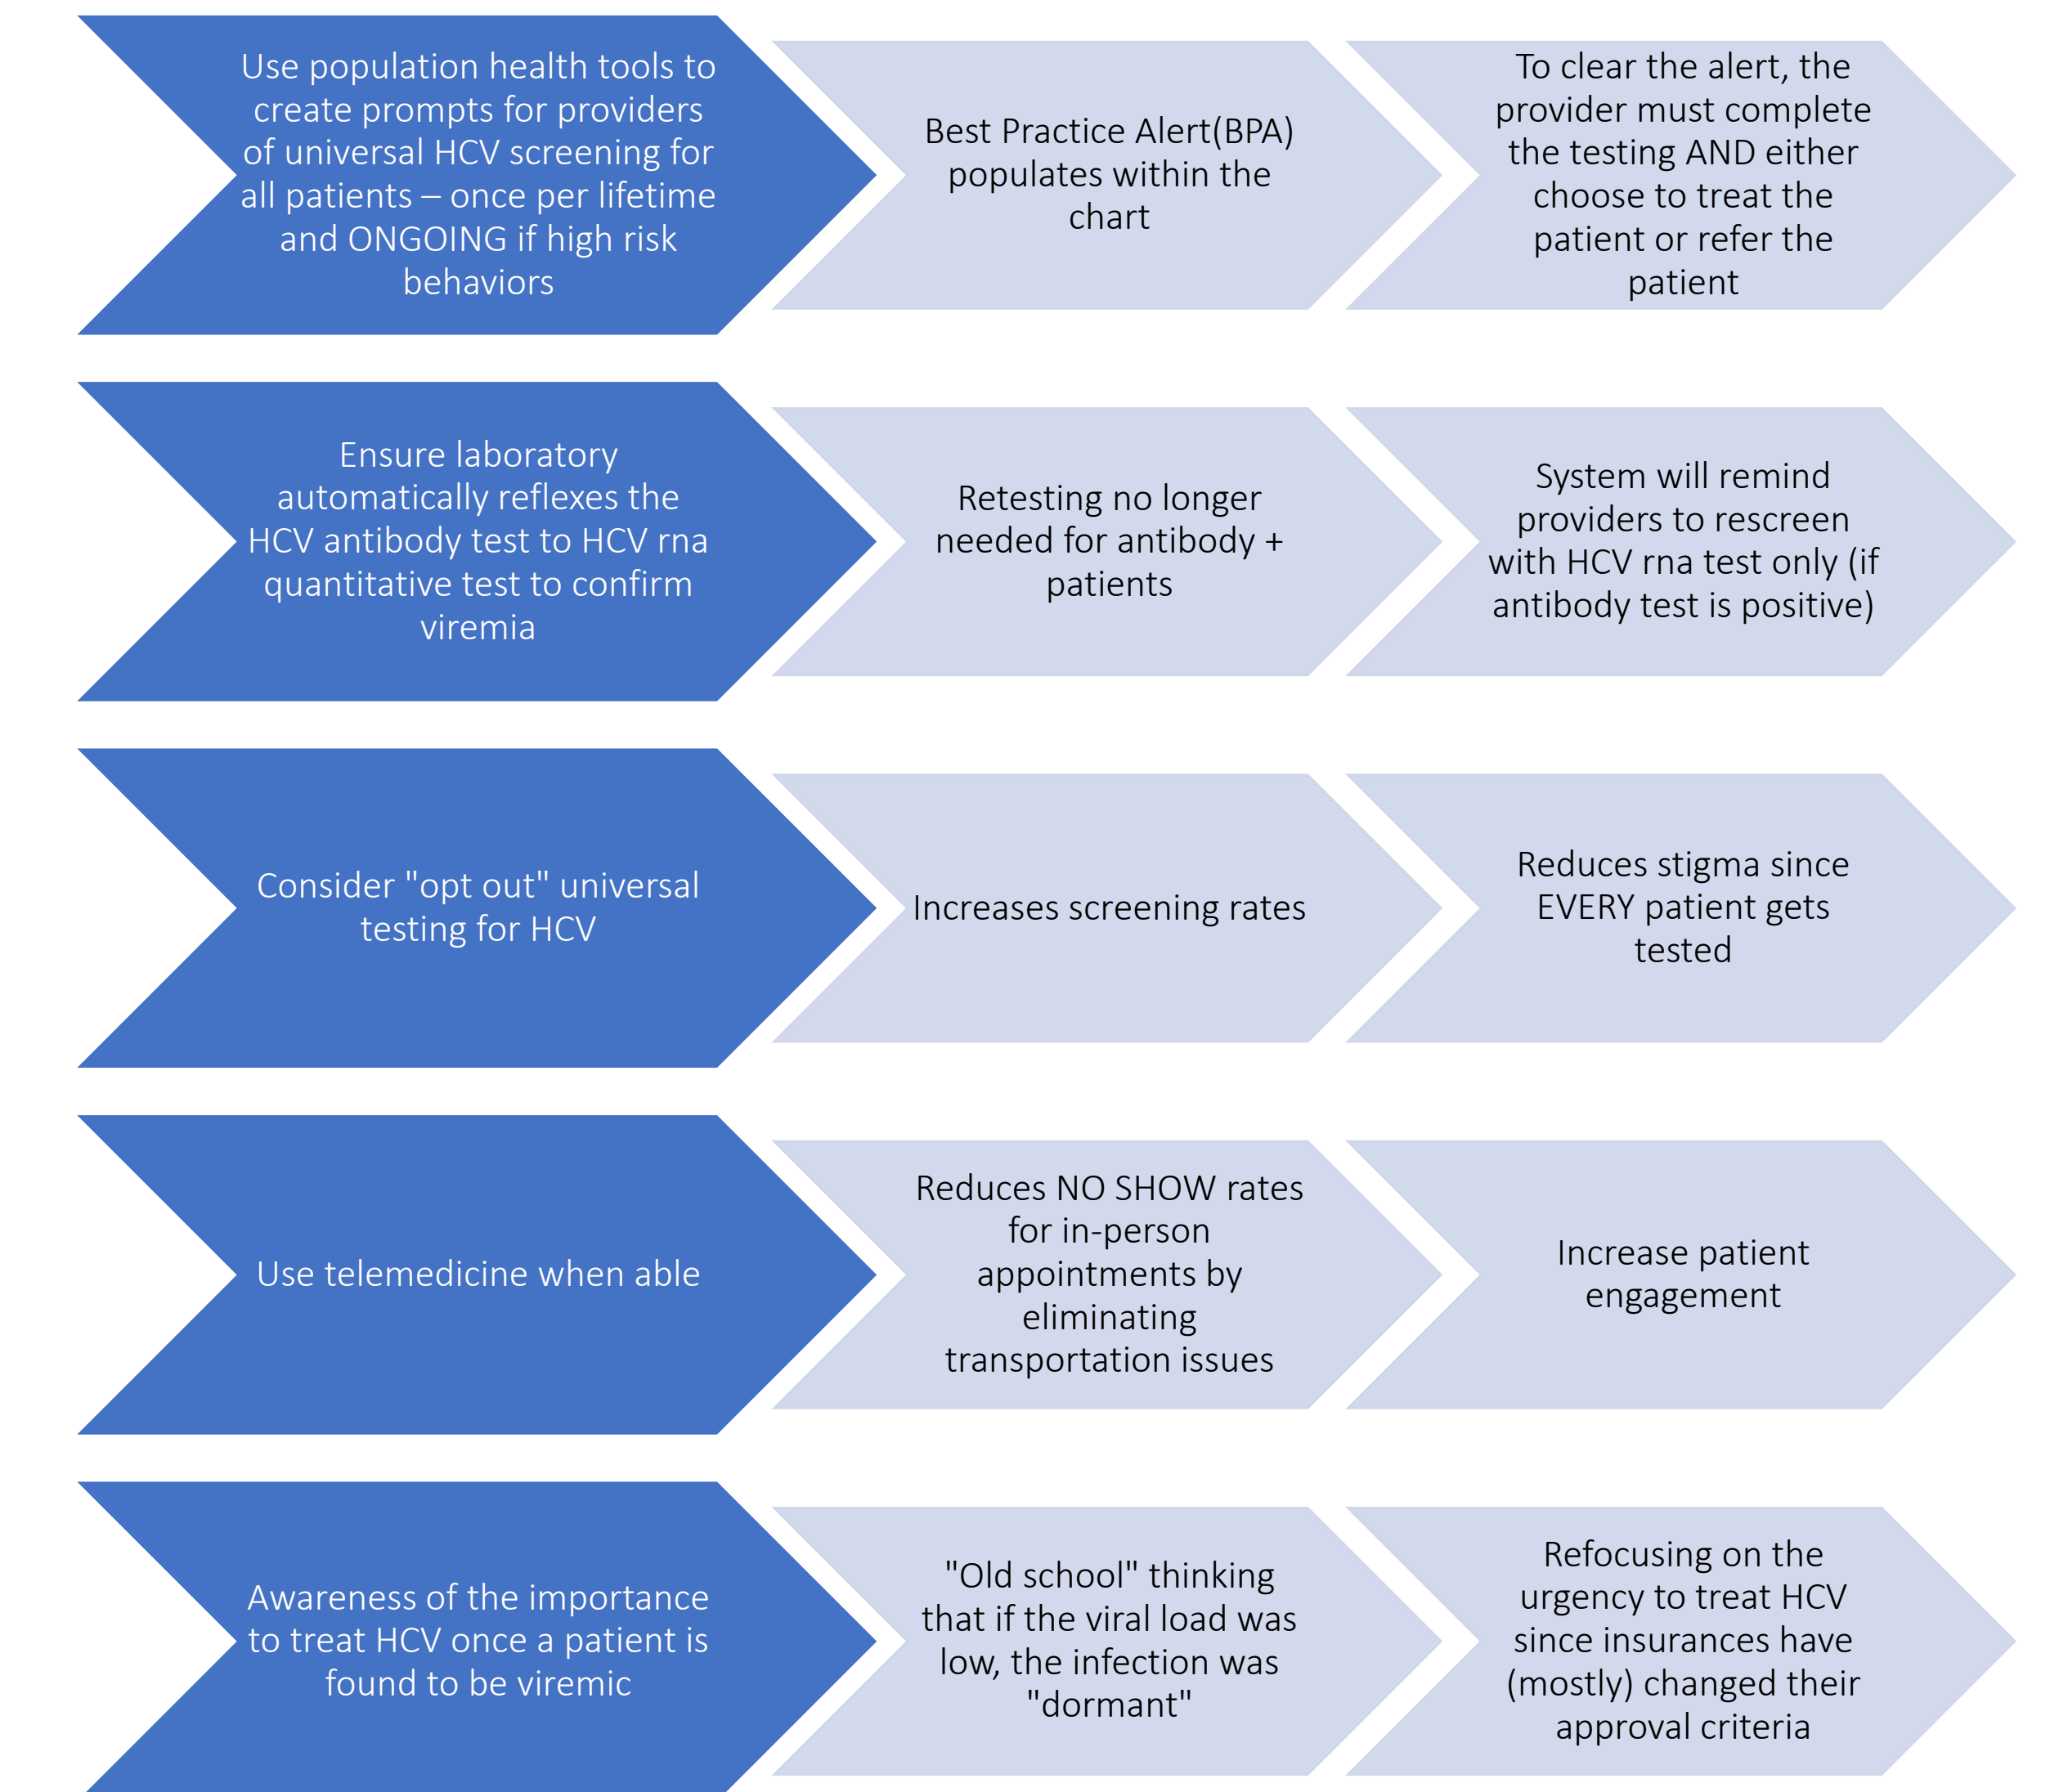 Use population health tools to
create prompts for providers
of universal HCV screening for
all patients – once per lifetime
and ONGOING if high risk
behaviors
Best Practice Alert(BPA)
populates within the
chart
To clear the alert, the
provider must complete
the testing AND either
choose to treat the
patient or refer the
patient
Ensure laboratory
automatically reflexes the
HCV antibody test to HCV rna
quantitative test to confirm
viremia
Retesting no longer
needed for antibody +
patients
System will remind
providers to rescreen
with HCV rna test only (if
antibody test is positive)
Consider "opt out" universal
testing for HCV
Increases screening rates
Reduces stigma since
EVERY patient gets
tested
Use telemedicine when able
Reduces NO SHOW rates
for in-person
appointments by
eliminating
transportation issues
Increase patient
engagement
Awareness of the importance
to treat HCV once a patient is
found to be viremic
"Old school" thinking
that if the viral load was
low, the infection was
"dormant"
Refocusing on the
urgency to treat HCV
since insurances have
(mostly) changed their
approval criteria